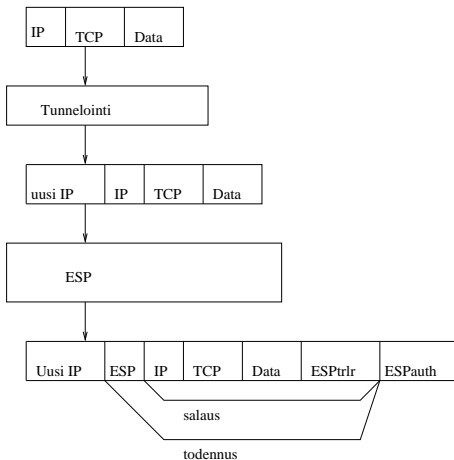 IP TCP Data
Tunnelointi
uusi IP IP TCP Data
ESP
Uusi IP ESP IP TCP Data ESPtrlr ESPauth
salaus
todennus